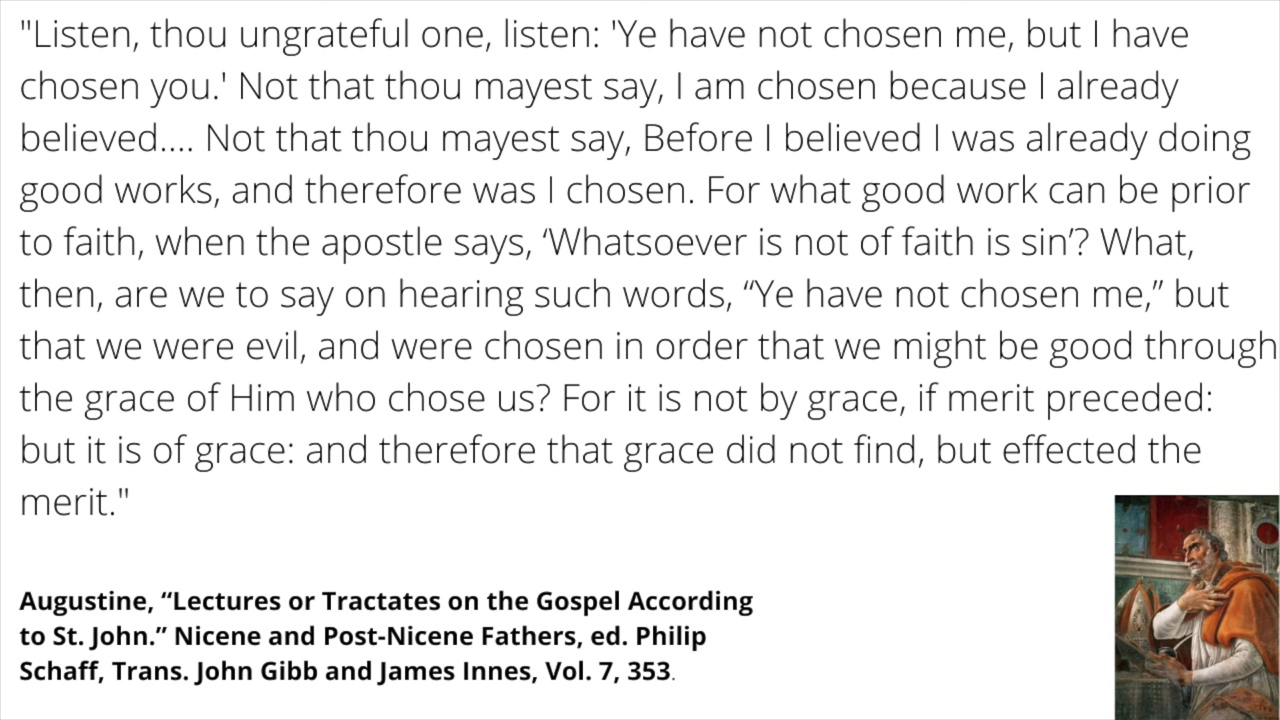 "Listen, thou ungrateful one, listen: 'Ye have not chosen me, but I have
chosen you.' Not that thou mayest say, I am chosen because I already
believed.... Not that thou mayest say, Before I believed I was already doing
good works, and therefore was I chosen. For what good work can be prior
to faith, when the apostle says, ‘Whatsoever is not of faith is sin’? What,
then, are we to say on hearing such words, “Ye have not chosen me,” but
that we were evil, and were chosen in order that we might be good through
the grace of Him who chose us? For it is not by grace, if merit preceded:
but it is of grace: and therefore that grace did not find, but effected the
merit."
Augustine, “Lectures or Tractates on the Gospel According
to St. John.” Nicene and Post-Nicene Fathers, ed. Philip
Schaff, Trans. John Gibb and James Innes, Vol. 7, 353.